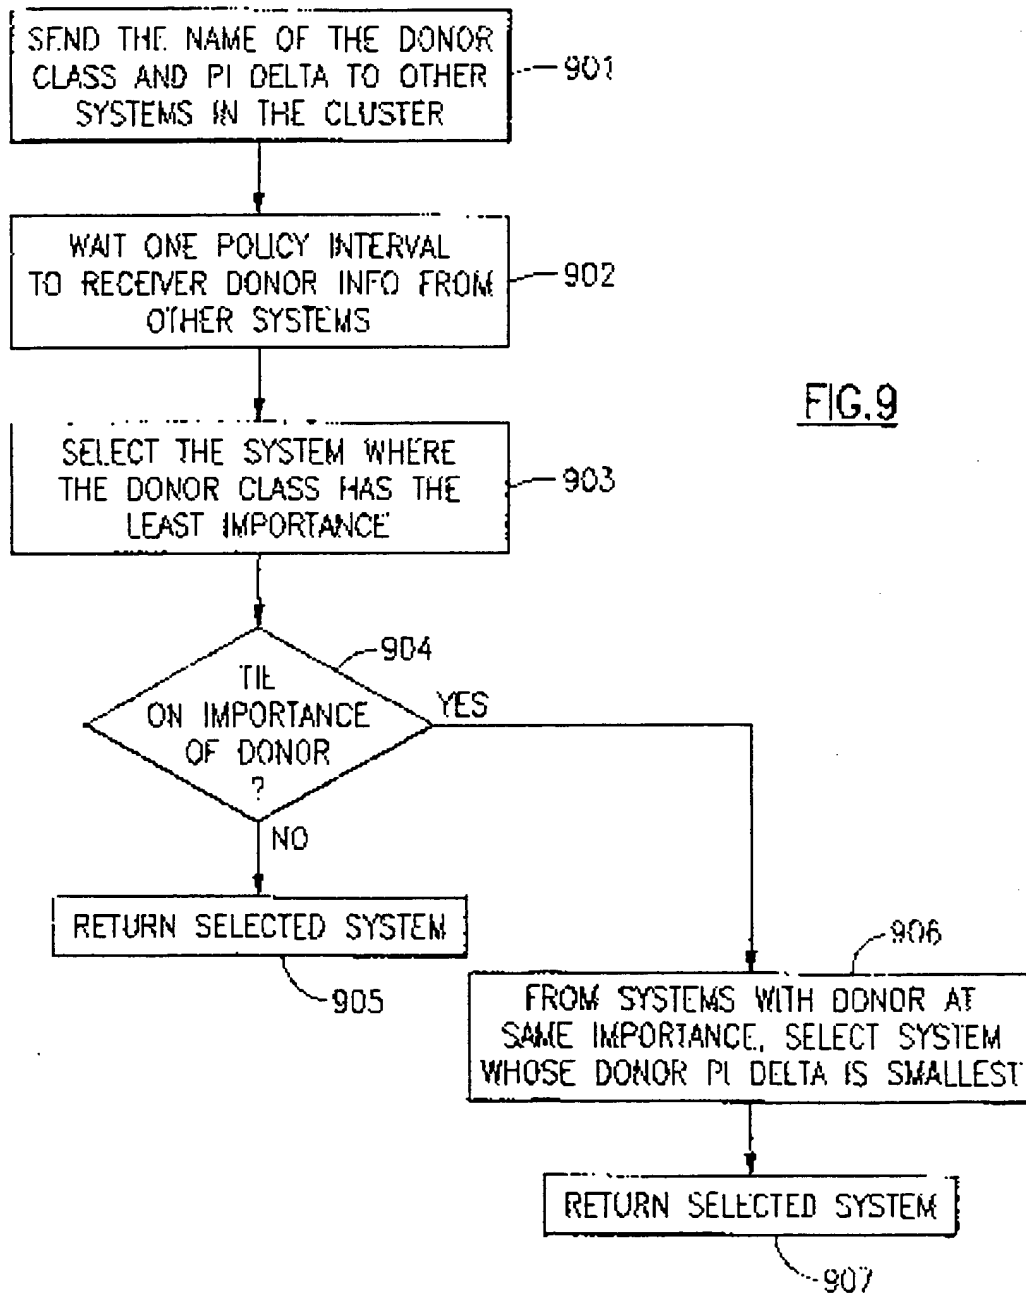 SEND THE NAME OF THE DONOR
CLASS AND PI DELTA TO OTHER
SYSTEMS IN THE CLUSTER
901
WAIT ONE POLICY INTERVAL
TO RECEIVER DONOR INFO FROM
OTHER SYSTEMS
902
FIG.9
SELECT THE SYSTEM WHERE
THE DONOR CLASS HAS THE
LEAST IMPORTANCE
903
904
TIE
ON IMPORTANCE
OF DONOR
?
YES
NO
RETURN SELECTED SYSTEM
905
906
FROM SYSTEMS WITH DONOR AT
SAME IMPORTANCE, SELECT SYSTEM
WHOSE DONOR PI DELTA IS SMALLEST
RETURN SELECTED SYSTEM
907